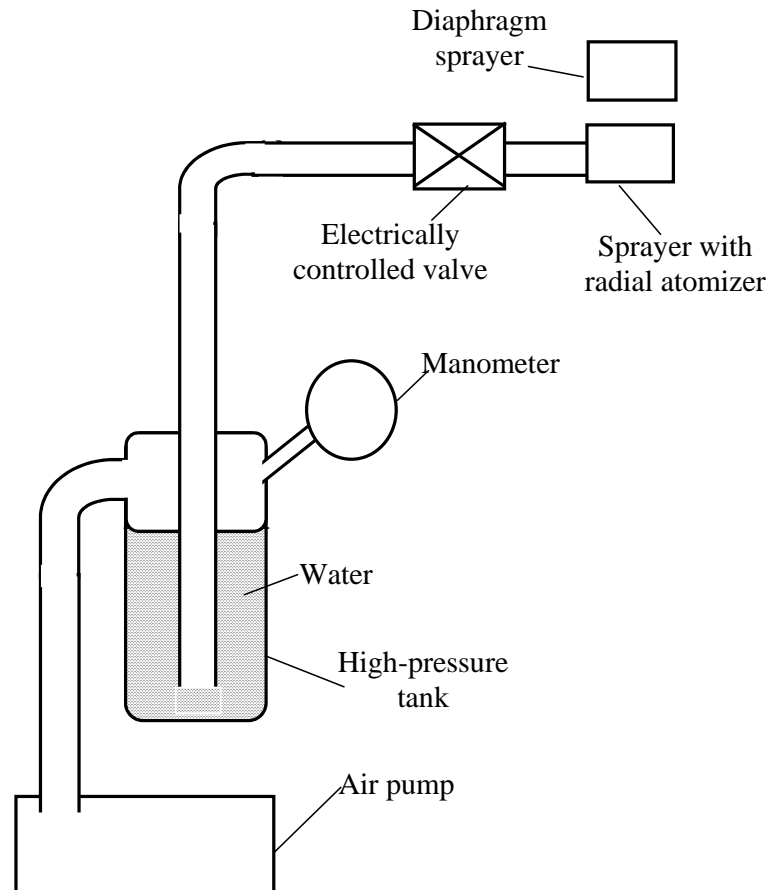 Diaphragm
sprayer
Electrically
controlled valve
Sprayer with
radial atomizer
Manometer
Water
High-pressure
tank
Air pump